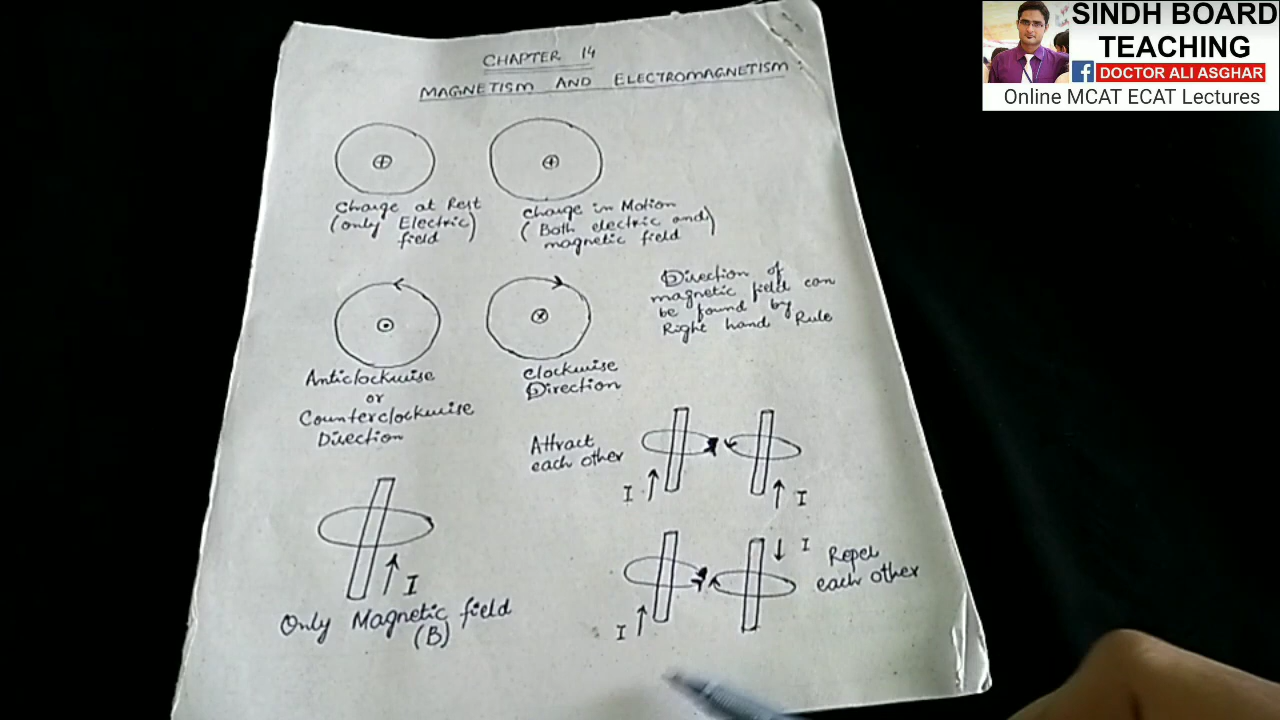 SINDH BOARD
TEACHING
f DOCTOR ALI ASGHAR
Online MCAT ECAT Lectures
CHAPTER 14
MAGNETISM AND ELECTROMAGNETISM:
Charge at Rest
(only Electric)
field
Charge in Motion
(Both electric and)
magnetic field
Direction of
magnetic field can
be found by
Right hand Rule
Anticlockwise
or
Counterclockwise
Direction
Clockwise
Direction
Attract
each other
I
I
I
Only Magnetic field
(B)
I
I
Repel
each other